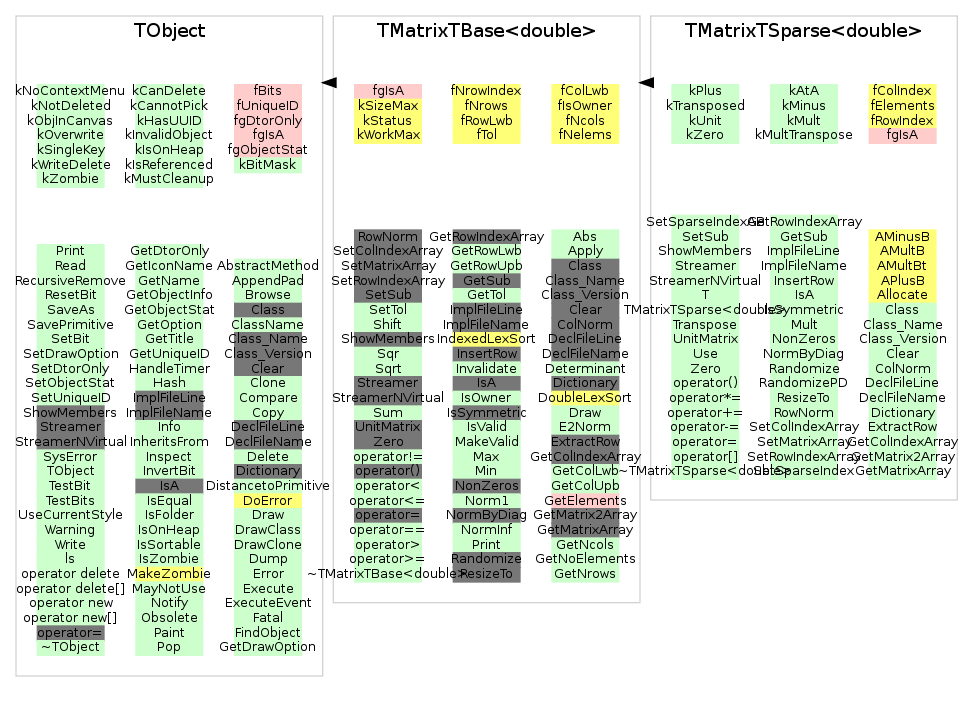 TObject
kNoContextMenu
kNotDeleted
kObjInCanvas
kOverwrite
kSingleKey
kWriteDelete
kZombie
kCanDelete
kCannotPick
kHasUUID
kInvalidObject
kIsOnHeap
kIsReferenced
kMustCleanup
fBits
fUniqueID
fgDtorOnly
fgIsA
fgObjectStat
kBitMask
Print
Read
RecursiveRemove
ResetBit
SaveAs
SavePrimitive
SetBit
SetDrawOption
SetDtorOnly
SetObjectStat
SetUniqueID
ShowMembers
Streamer
StreamerNVirtual
SysError
TObject
TestBit
TestBits
UseCurrentStyle
Warning
Write
ls
operator delete
operator delete[]
operator new
operator new[]
operator=
~TObject
GetDtorOnly
GetIconName
GetName
GetObjectInfo
GetObjectStat
GetOption
GetTitle
GetUniqueID
HandleTimer
Hash
ImplFileLine
ImplFileName
Info
InheritsFrom
Inspect
InvertBit
IsA
IsEqual
IsFolder
IsOnHeap
IsSortable
IsZombie
MakeZombie
MayNotUse
Notify
Obsolete
Paint
Pop
AbstractMethod
AppendPad
Browse
Class
ClassName
Class_Name
Class_Version
Clear
Clone
Compare
Copy
DeclFileLine
DeclFileName
Delete
Dictionary
DistancetoPrimitive
DoError
Draw
DrawClass
DrawClone
Dump
Error
Execute
ExecuteEvent
Fatal
FindObject
GetDrawOption
TMatrixTBase<double>
fgIsA
kSizeMax
kStatus
kWorkMax
fNrowIndex
fNrows
fRowLwb
fTol
fColLwb
fIsOwner
fNcols
fNelems
RowNorm
SetColIndexArray
SetMatrixArray
SetRowIndexArray
SetSub
SetTol
Shift
ShowMembers
Sqr
Sqrt
Streamer
StreamerNVirtual
Sum
UnitMatrix
Zero
operator!=
operator()
operator<
operator<=
operator=
operator==
operator>
operator>=
~TMatrixTBase<double>
GetRowIndexArray
GetRowLwb
GetRowUpb
GetSub
GetTol
ImplFileLine
ImplFileName
IndexedLexSort
InsertRow
Invalidate
IsA
IsOwner
IsSymmetric
IsValid
MakeValid
Max
Min
NonZeros
Norm1
NormByDiag
NormInf
Print
Randomize
ResizeTo
Abs
Apply
Class
Class_Name
Class_Version
Clear
ColNorm
DeclFileLine
DeclFileName
Determinant
Dictionary
DoubleLexSort
Draw
E2Norm
ExtractRow
GetColIndexArray
GetColLwb
GetColUpb
GetElements
GetMatrix2Array
GetMatrixArray
GetNcols
GetNoElements
GetNrows
TMatrixTSparse<double>
kPlus
kTransposed
kUnit
kZero
kAtA
kMinus
kMult
kMultTranspose
fColIndex
fElements
fRowIndex
fgIsA
SetSparseIndexAB
SetSub
ShowMembers
Streamer
StreamerNVirtual
T
TMatrixTSparse<double>
Transpose
UnitMatrix
Use
Zero
operator()
operator*=
operator+=
operator-=
operator=
operator[]
~TMatrixTSparse<double>
GetRowIndexArray
GetSub
ImplFileLine
ImplFileName
InsertRow
IsA
IsSymmetric
Mult
NonZeros
NormByDiag
Randomize
RandomizePD
ResizeTo
RowNorm
SetColIndexArray
SetMatrixArray
SetRowIndexArray
SetSparseIndex
AMinusB
AMultB
AMultBt
APlusB
Allocate
Class
Class_Name
Class_Version
Clear
ColNorm
DeclFileLine
DeclFileName
Dictionary
ExtractRow
GetColIndexArray
GetMatrix2Array
GetMatrixArray